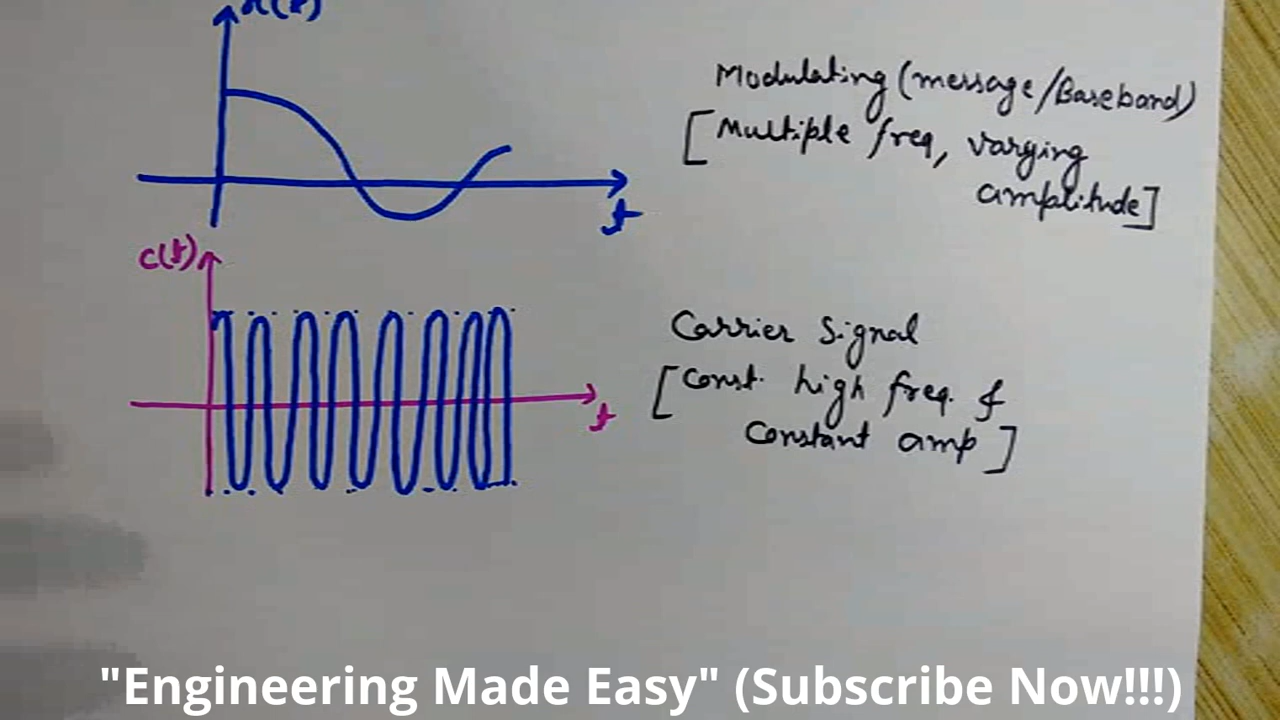 x(t)
Modulating (message/Baseband)
[Multiple freq, varying
amplitude]
t
c(t)
Carrier Signal
[Const. high freq. &
Constant amp]
t
"Engineering Made Easy" (Subscribe Now!!!)